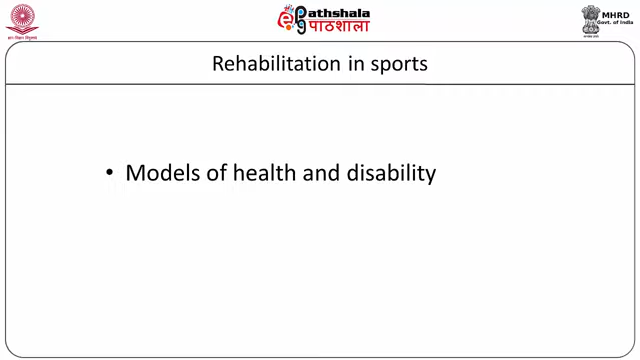 ePathshala
पाठशाला
MHRD
Govt. of India
Rehabilitation in sports
• Models of health and disability